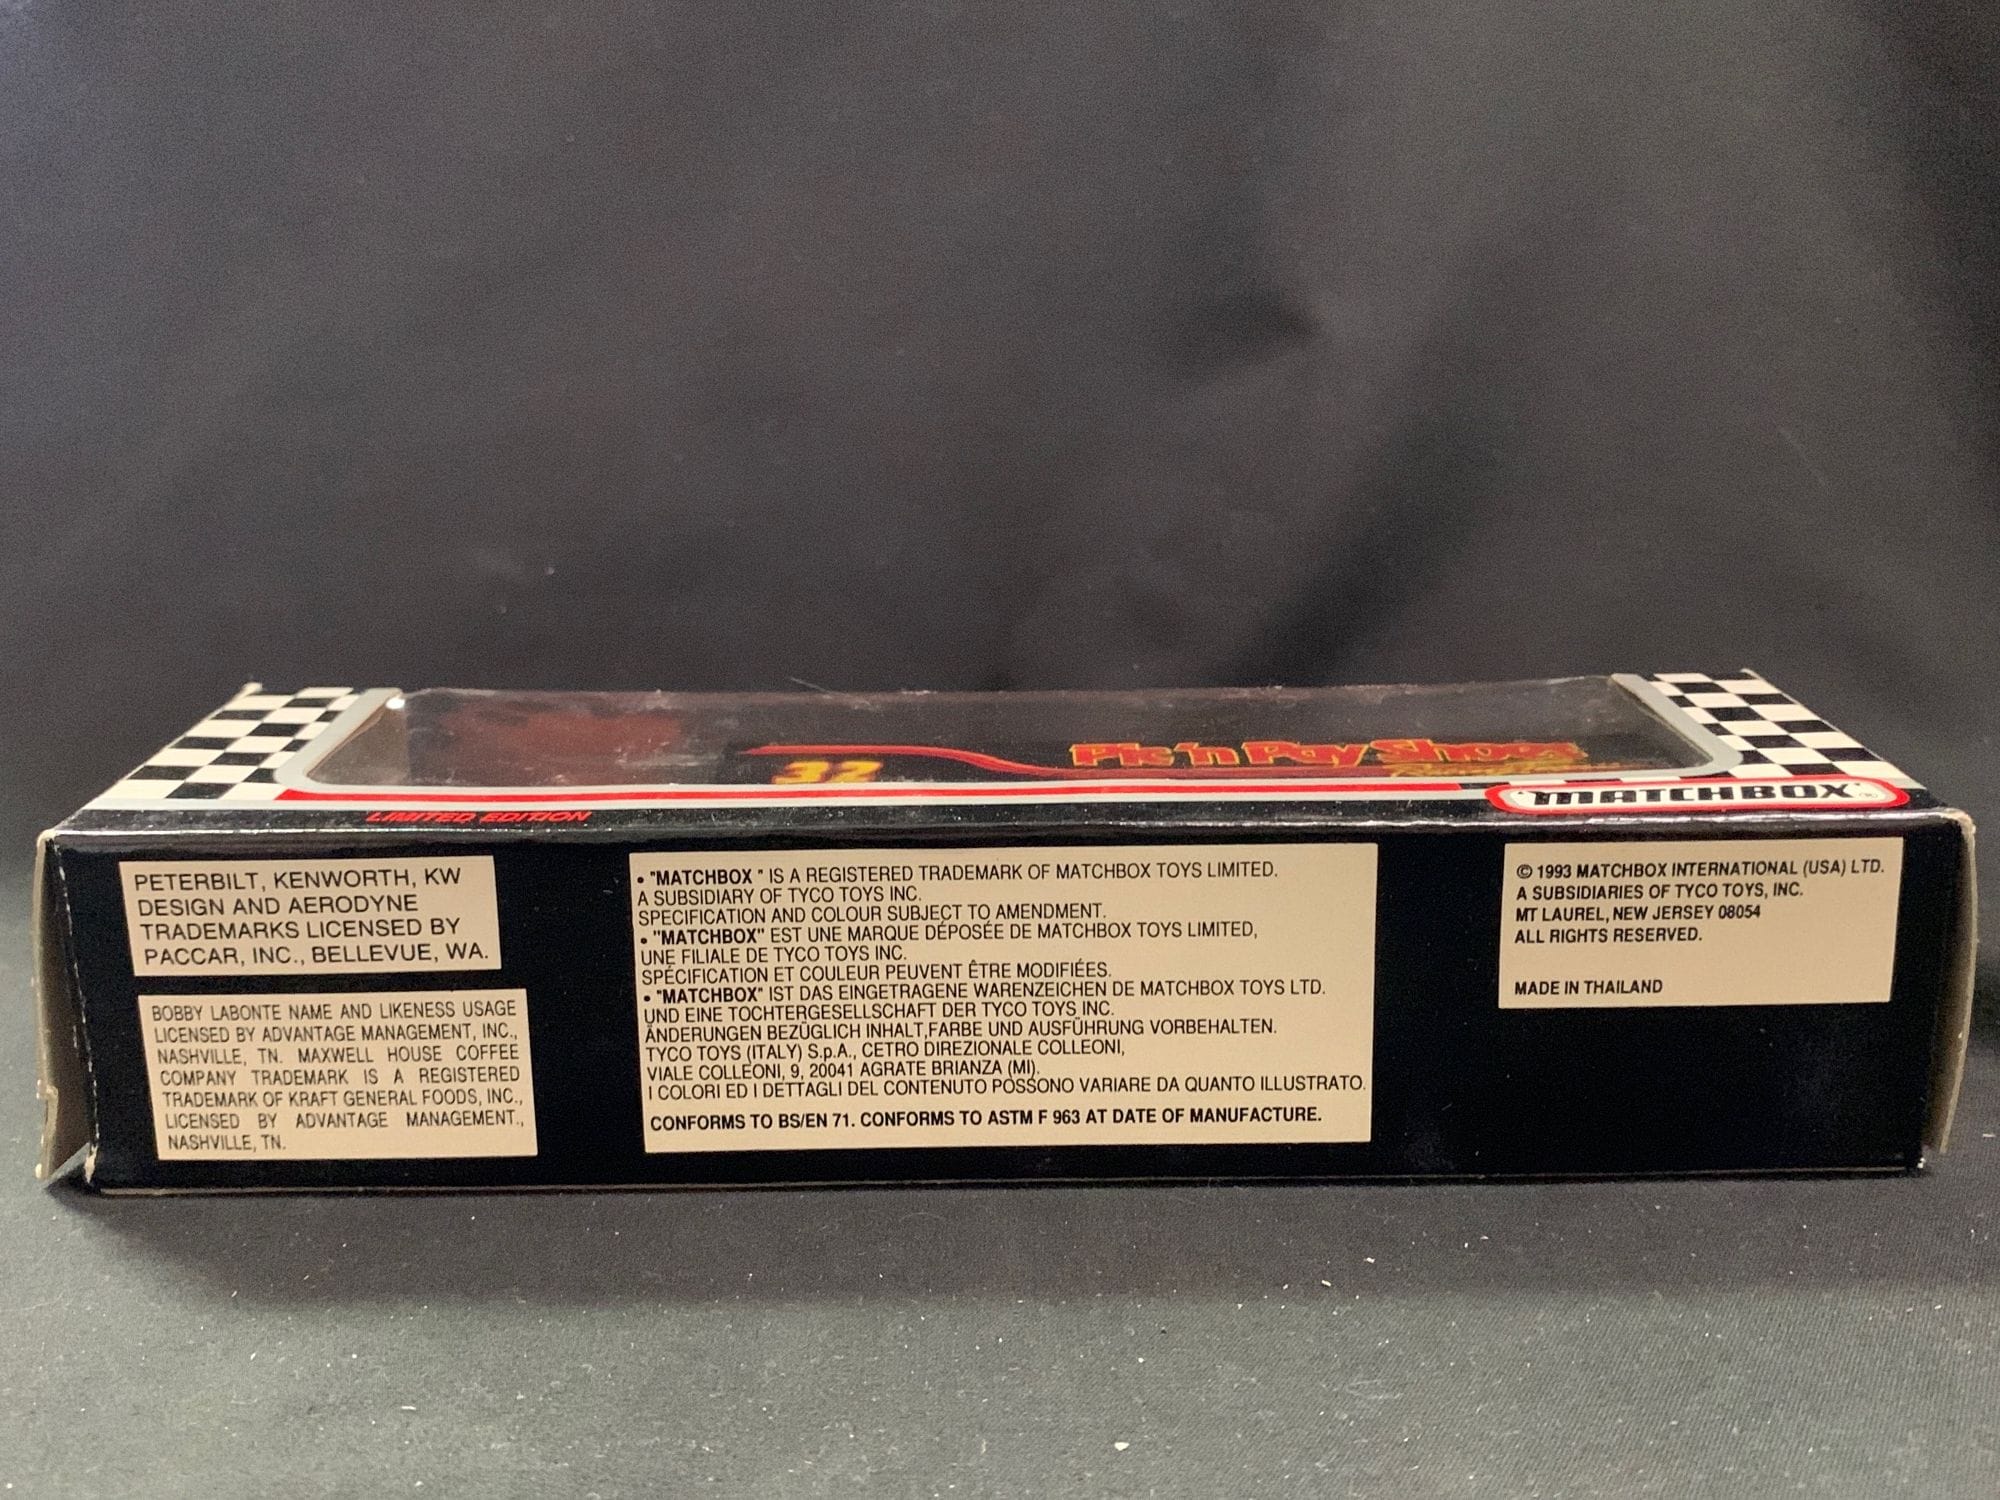 32
Pic 'n Pay Shoes
LIMITED EDITION
MATCHBOX ®
PETERBILT, KENWORTH, KW
DESIGN AND AERODYNE
TRADEMARKS LICENSED BY
PACCAR, INC., BELLEVUE, WA.
BOBBY LABONTE NAME AND LIKENESS USAGE
LICENSED BY ADVANTAGE MANAGEMENT, INC.,
NASHVILLE, TN. MAXWELL HOUSE COFFEE
COMPANY TRADEMARK IS A REGISTERED
TRADEMARK OF KRAFT GENERAL FOODS, INC.,
LICENSED BY ADVANTAGE MANAGEMENT.,
NASHVILLE, TN.
• "MATCHBOX " IS A REGISTERED TRADEMARK OF MATCHBOX TOYS LIMITED.
A SUBSIDIARY OF TYCO TOYS INC.
SPECIFICATION AND COLOUR SUBJECT TO AMENDMENT.
• "MATCHBOX" EST UNE MARQUE DÉPOSÉE DE MATCHBOX TOYS LIMITED,
UNE FILIALE DE TYCO TOYS INC.
SPÉCIFICATION ET COULEUR PEUVENT ÊTRE MODIFIÉES.
• "MATCHBOX" IST DAS EINGETRAGENE WARENZEICHEN DE MATCHBOX TOYS LTD.
UND EINE TOCHTERGESELLSCHAFT DER TYCO TOYS INC.
ÄNDERUNGEN BEZÜGLICH INHALT,FARBE UND AUSFÜHRUNG VORBEHALTEN.
TYCO TOYS (ITALY) S.p.A., CETRO DIREZIONALE COLLEONI,
VIALE COLLEONI, 9, 20041 AGRATE BRIANZA (MI).
I COLORI ED I DETTAGLI DEL CONTENUTO POSSONO VARIARE DA QUANTO ILLUSTRATO.
CONFORMS TO BS/EN 71. CONFORMS TO ASTM F 963 AT DATE OF MANUFACTURE.
© 1993 MATCHBOX INTERNATIONAL (USA) LTD.
A SUBSIDIARIES OF TYCO TOYS, INC.
MT LAUREL, NEW JERSEY 08054
ALL RIGHTS RESERVED.
MADE IN THAILAND